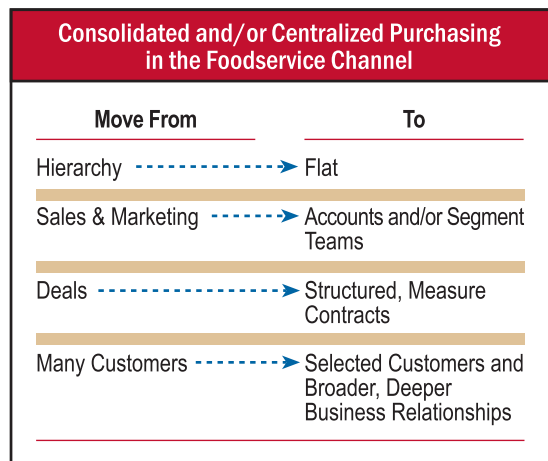 Consolidated and/or Centralized Purchasing
in the Foodservice Channel
Move From
To
Hierarchy
Flat
Sales & Marketing
Accounts and/or Segment
Teams
Deals
Structured, Measure
Contracts
Many Customers
Selected Customers and
Broader, Deeper
Business Relationships